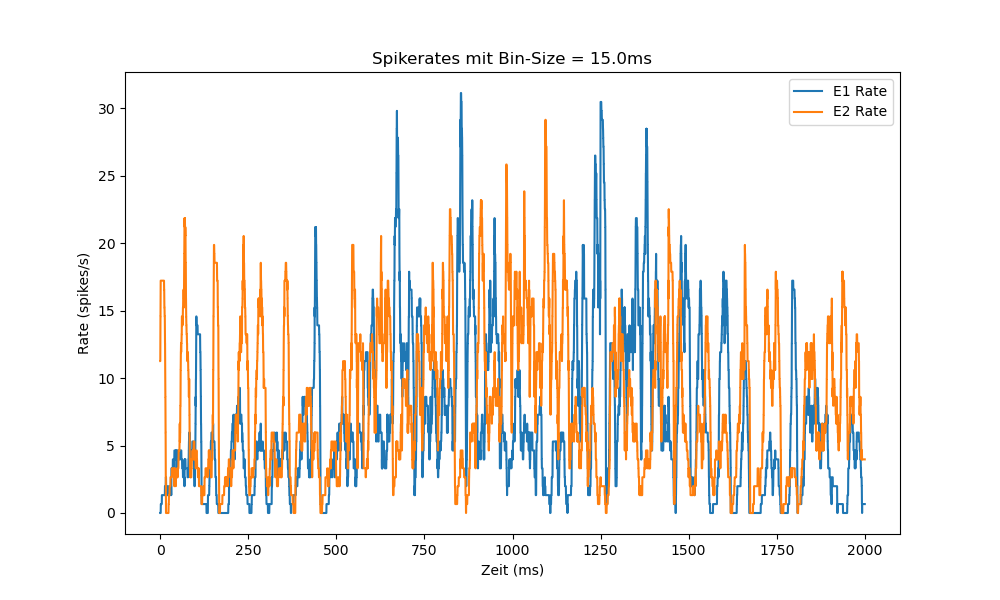 Spikerates mit Bin-Size = 15.0ms
E1 Rate
E2 Rate
30
25
20
15
10
5
0
Rate (spikes/s)
0 250 500 750 1000 1250 1500 1750 2000
Zeit (ms)